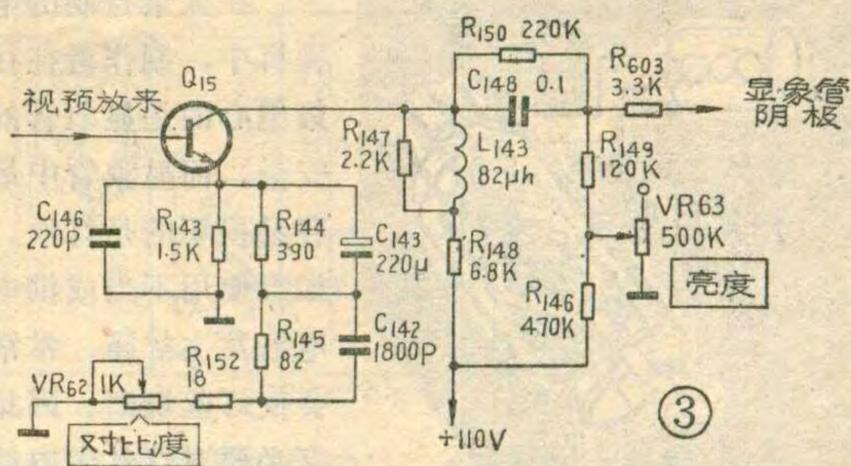 R150 220K
Q15
C148 0.1
R603
3.3K
视预放来
显象管
阴板
R147
2.2K
L143
82μh
R149
120K
C146
220P
R143
1.5K
R144
390
C143
220μ
R148
6.8K
VR63
500K
亮度
R146
470K
R145
82
C142
1800P
R152
18
VR62 1K
对比度
+110V
③